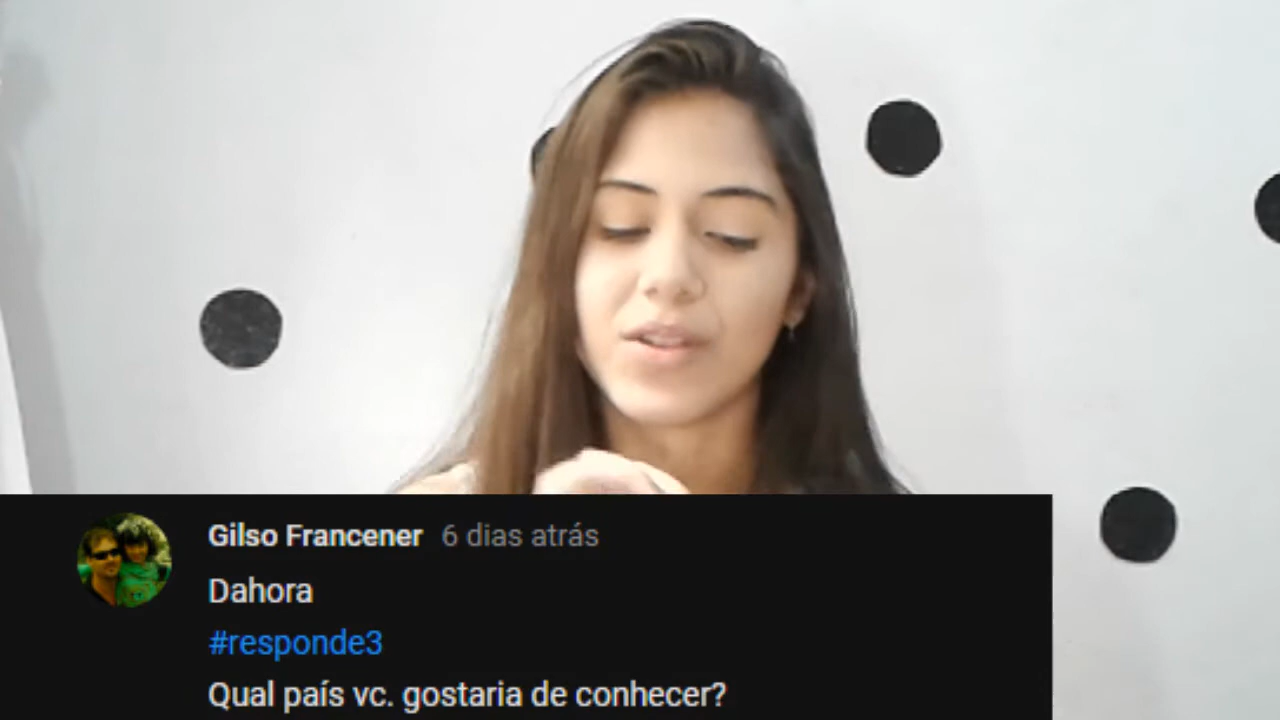 Gilso Francener 6 dias atrás
Dahora
#responde3
Qual país vc. gostaria de conhecer?